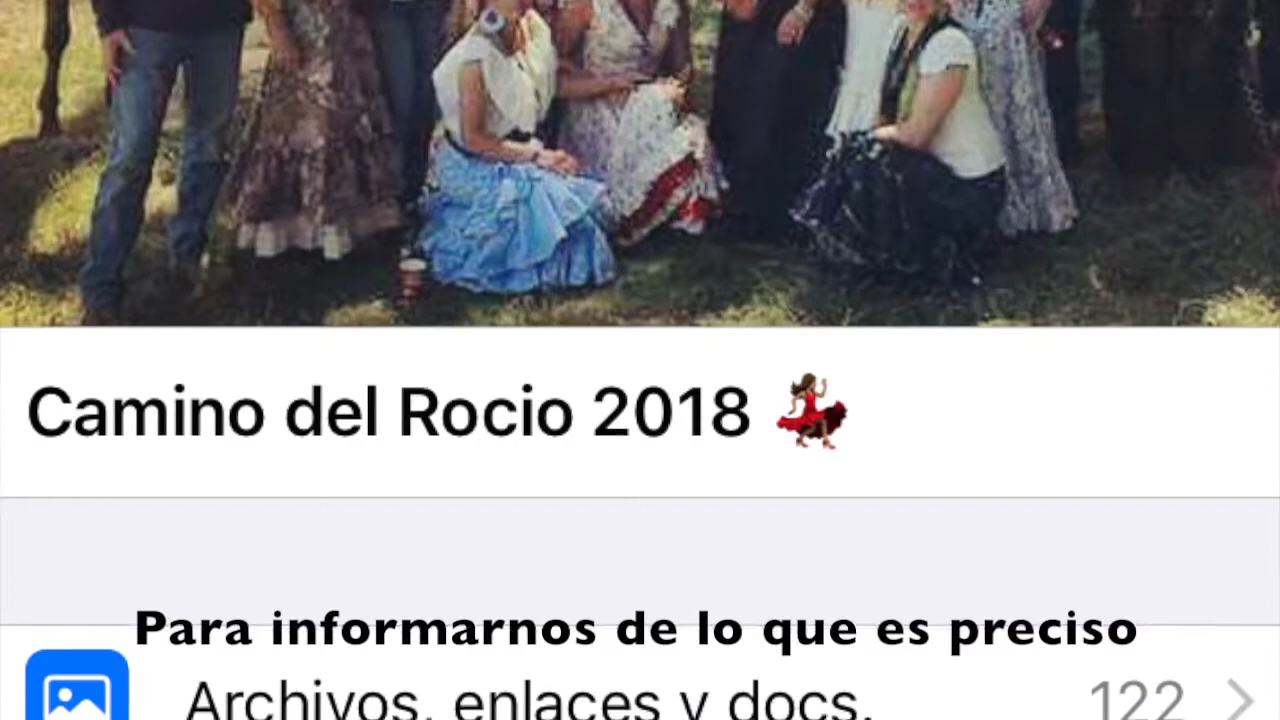 Camino del Rocio 2018 💃🏾
Para informarnos de lo que es preciso
Archivos, enlaces y docs.
122